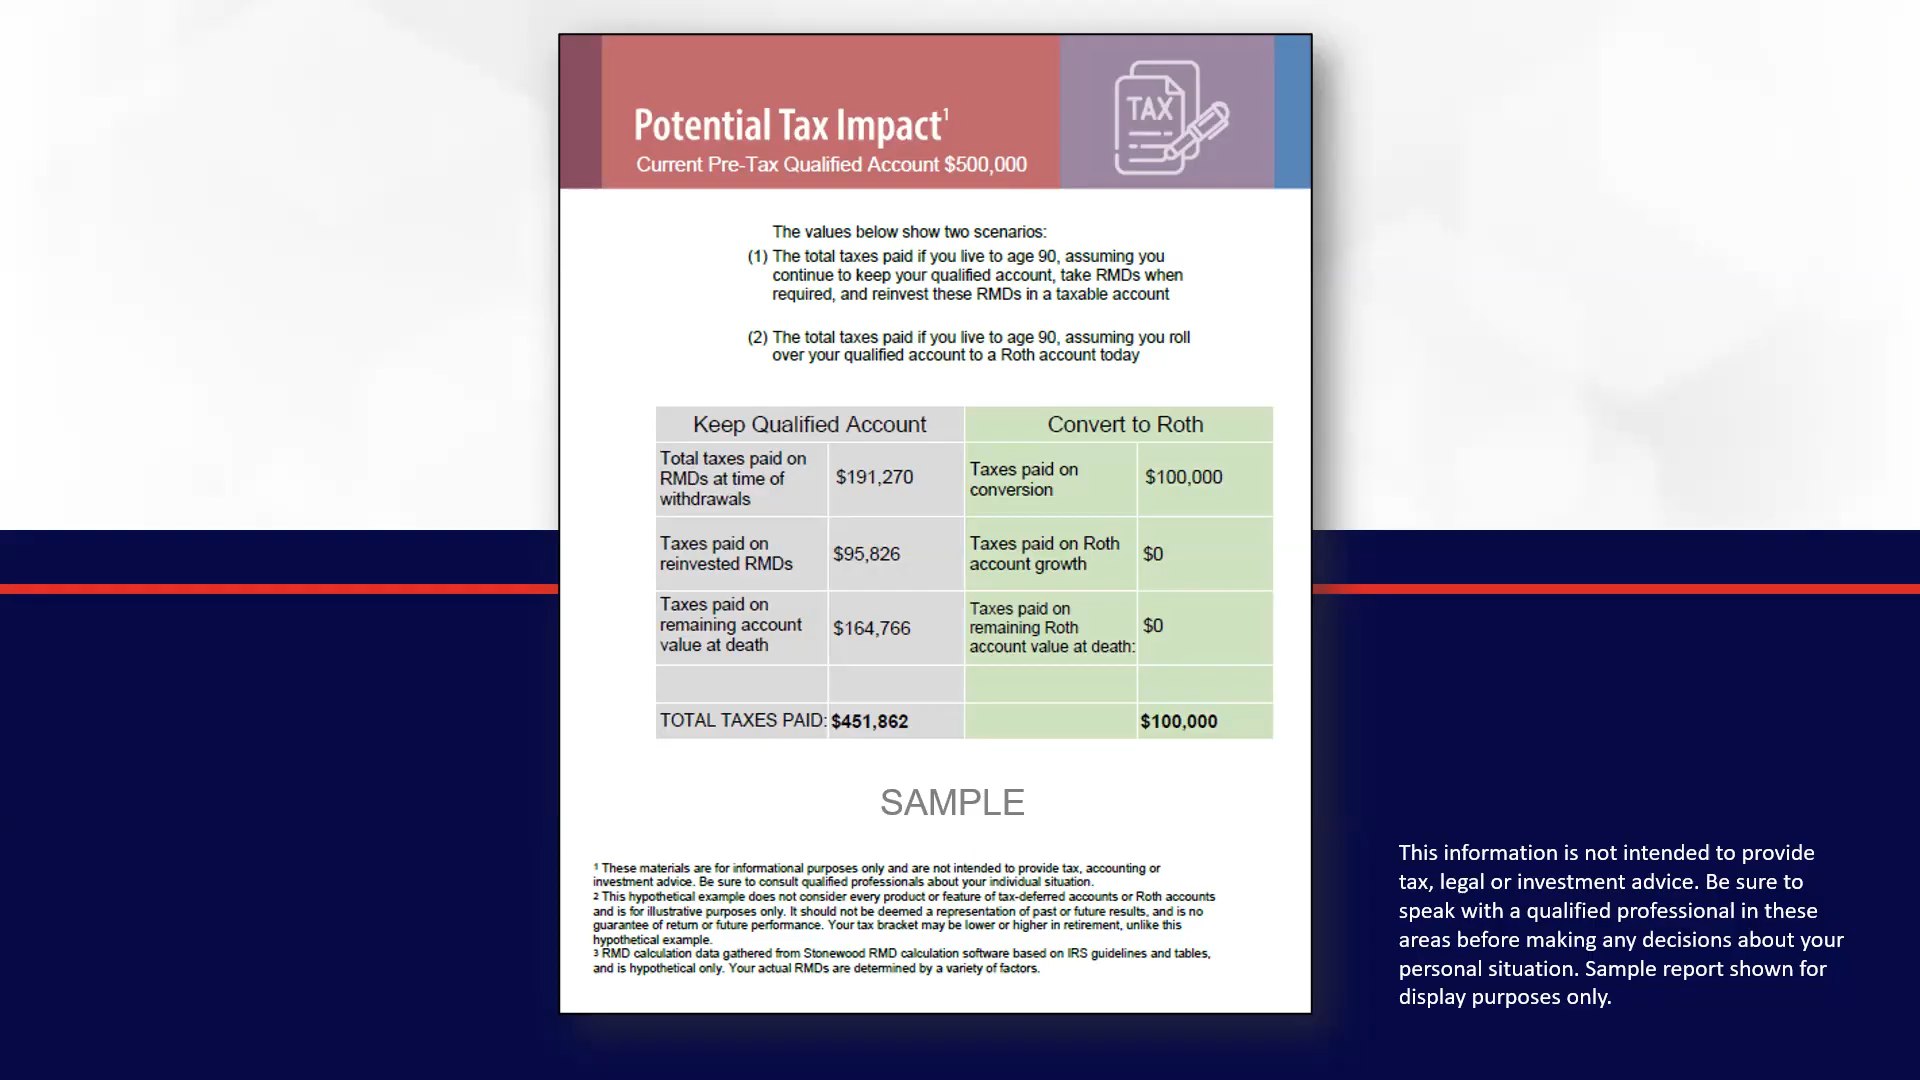 Potential Tax Impact¹
TAX
Current Pre-Tax Qualified Account $500,000
The values below show two scenarios:
(1) The total taxes paid if you live to age 90, assuming you
continue to keep your qualified account, take RMDs when
required, and reinvest these RMDs in a taxable account
(2) The total taxes paid if you live to age 90, assuming you roll
over your qualified account to a Roth account today
Keep Qualified Account
Convert to Roth
Total taxes paid on
RMDs at time of
withdrawals
$191,270
Taxes paid on
conversion
$100,000
Taxes paid on
reinvested RMDs
$95,826
Taxes paid on Roth
account growth
$0
Taxes paid on
remaining account
value at death
$164,766
Taxes paid on
remaining Roth
account value at death:
$0
TOTAL TAXES PAID:
$451,862
$100,000
SAMPLE
¹ These materials are for informational purposes only and are not intended to provide tax, accounting or
investment advice. Be sure to consult qualified professionals about your individual situation.
² This hypothetical example does not consider every product or feature of tax-deferred accounts or Roth accounts
and is for illustrative purposes only. It should not be deemed a representation of past or future results, and is no
guarantee of return or future performance. Your tax bracket may be lower or higher in retirement, unlike this
hypothetical example.
³ RMD calculation data gathered from Stonewood RMD calculation software based on IRS guidelines and tables,
and is hypothetical only. Your actual RMDs are determined by a variety of factors.
This information is not intended to provide
tax, legal or investment advice. Be sure to
speak with a qualified professional in these
areas before making any decisions about your
personal situation. Sample report shown for
display purposes only.